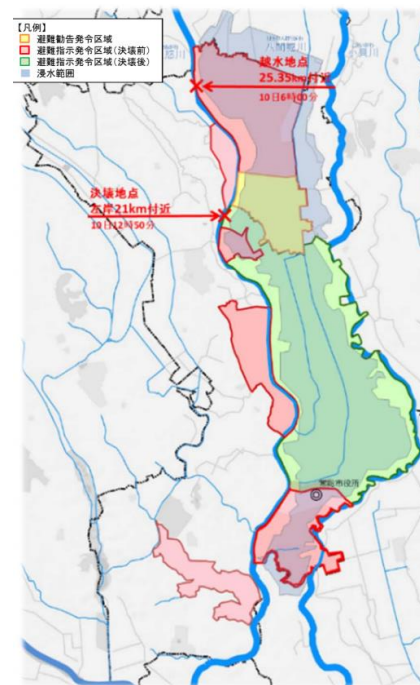 【凡例】
避難勧告発令区域
避難指示発令区域(決壊前)
避難指示発令区域(決壊後)
浸水範囲
八間堀川
越水地点
25.35km付近
10日6時00分
決壊地点
左岸21km付近
10日12時50分
常総市役所